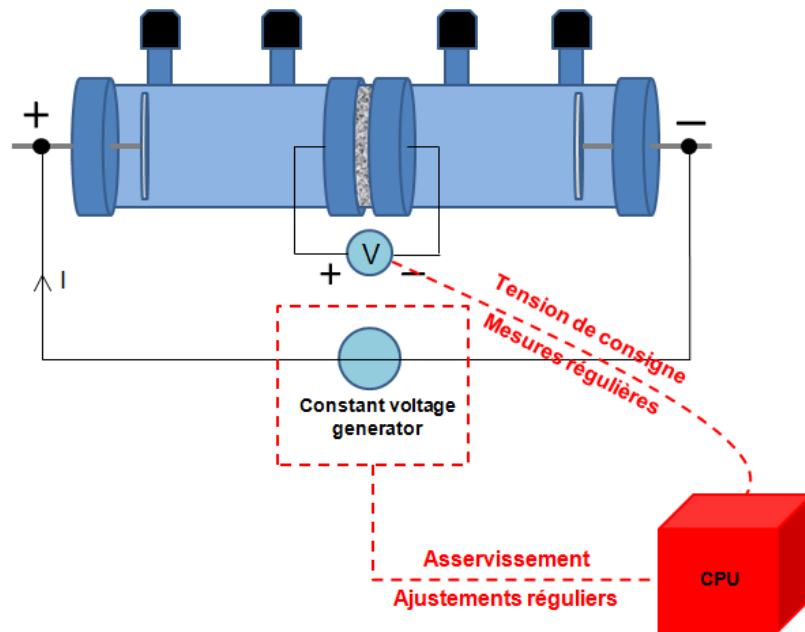 +
−
V
+
−
I
Tension de consigne
Mesures régulières
Constant voltage
generator
Asservissement
Ajustements réguliers
CPU